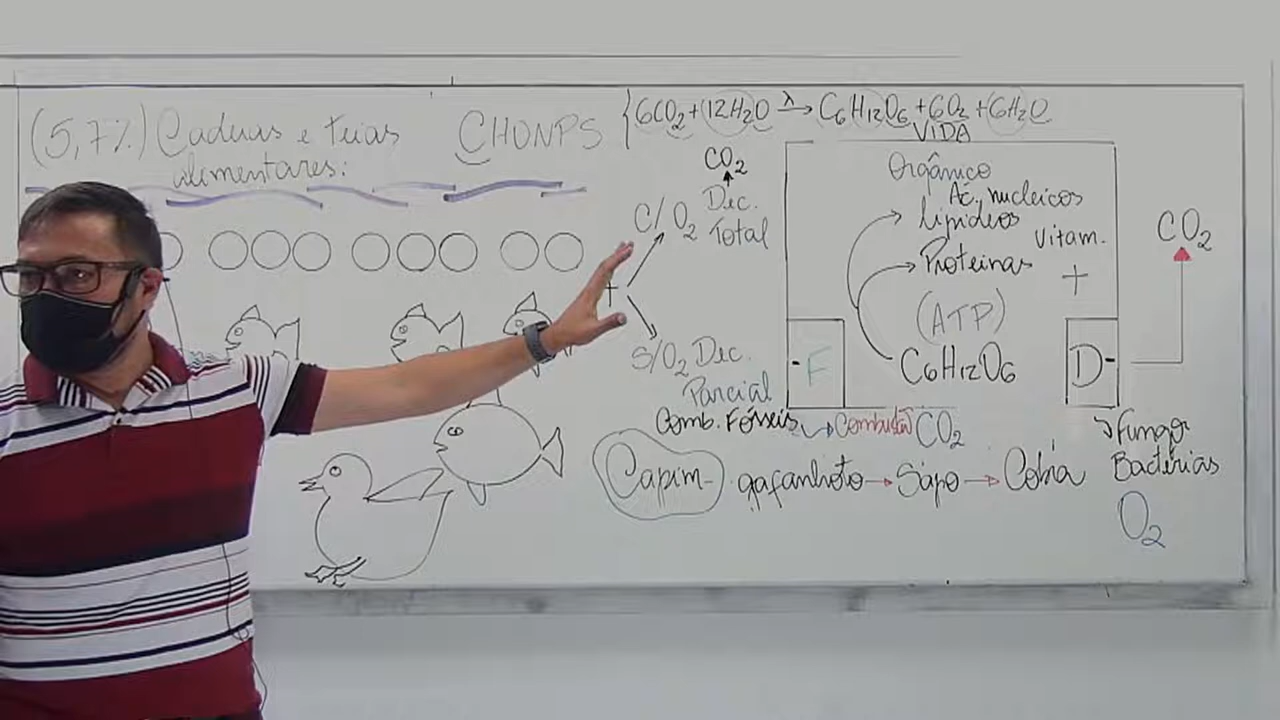 (5,7%) Cadeias e teias
alimentares:
CHONPS
6CO2 + 12H2O λ→ C6H12O6 + 6O2 + 6H2O
VIDA
CO2
Dec.
Total
C/O2
+
S/O2 Dec.
Parcial
Comb. Fósseis → Combustão CO2
Orgânico
Ác. nucleicos
lipídeos
Vitam.
Proteínas
+
(ATP)
C6H12O6
F
D
CO2
Fungos
Bactérias
O2
Capim gafanhoto → Sapo → Cobra